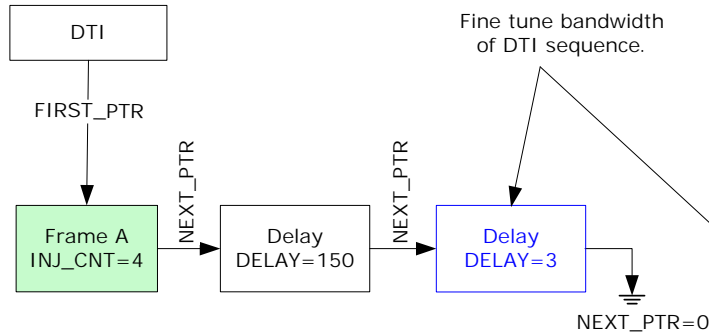 DTI
Fine tune bandwidth
of DTI sequence.
FIRST_PTR
NEXT_PTR
NEXT_PTR
Frame A
INJ_CNT=4
Delay
DELAY=150
Delay
DELAY=3
NEXT_PTR=0